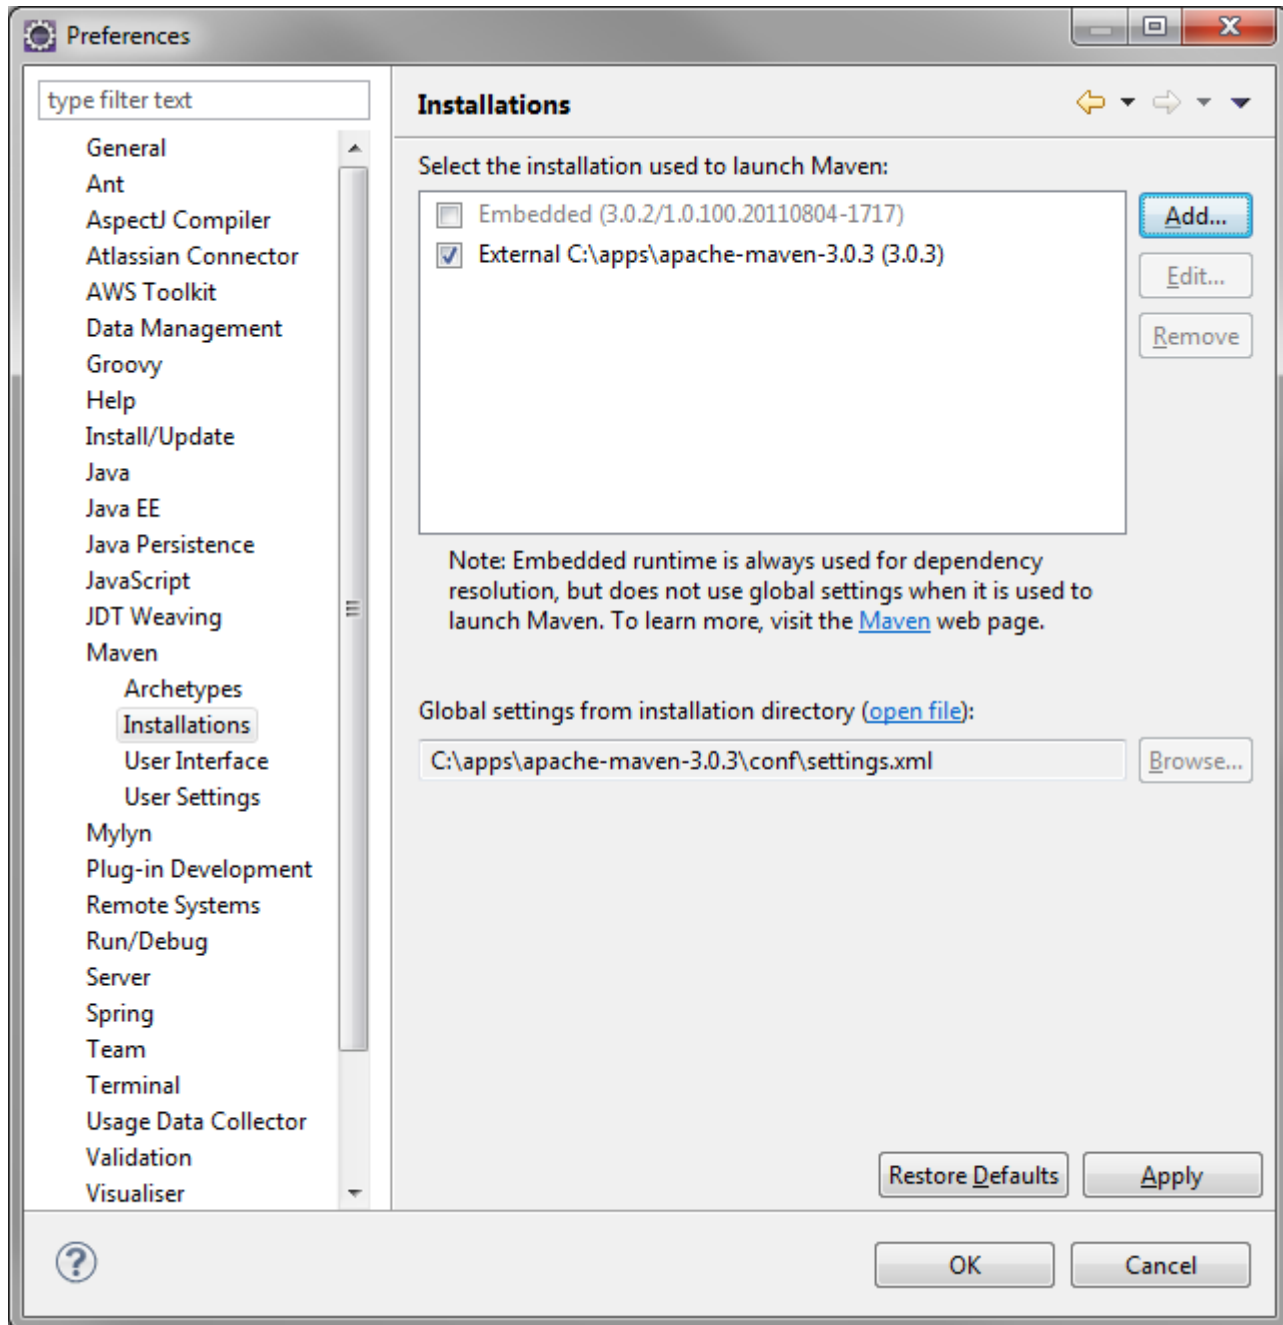 Preferences
type filter text
General
Ant
AspectJ Compiler
Atlassian Connector
AWS Toolkit
Data Management
Groovy
Help
Install/Update
Java
Java EE
Java Persistence
JavaScript
JDT Weaving
Maven
Archetypes
Installations
User Interface
User Settings
Mylyn
Plug-in Development
Remote Systems
Run/Debug
Server
Spring
Team
Terminal
Usage Data Collector
Validation
Visualiser
Installations
Select the installation used to launch Maven:
Embedded (3.0.2/1.0.100.20110804-1717)
External C:\apps\apache-maven-3.0.3 (3.0.3)
Add...
Edit...
Remove
Note: Embedded runtime is always used for dependency
resolution, but does not use global settings when it is used to
launch Maven. To learn more, visit the Maven web page.
Global settings from installation directory (open file):
C:\apps\apache-maven-3.0.3\conf\settings.xml
Browse...
Restore Defaults
Apply
?
OK
Cancel